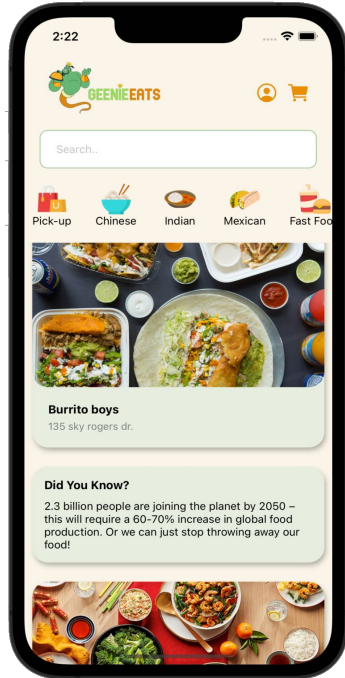 2:22
GEENIEEATS
Search..
Pick-up Chinese Indian Mexican Fast Foo
Burrito boys
135 sky rogers dr.
Did You Know?
2.3 billion people are joining the planet by 2050 –
this will require a 60-70% increase in global food
production. Or we can just stop throwing away our
food!